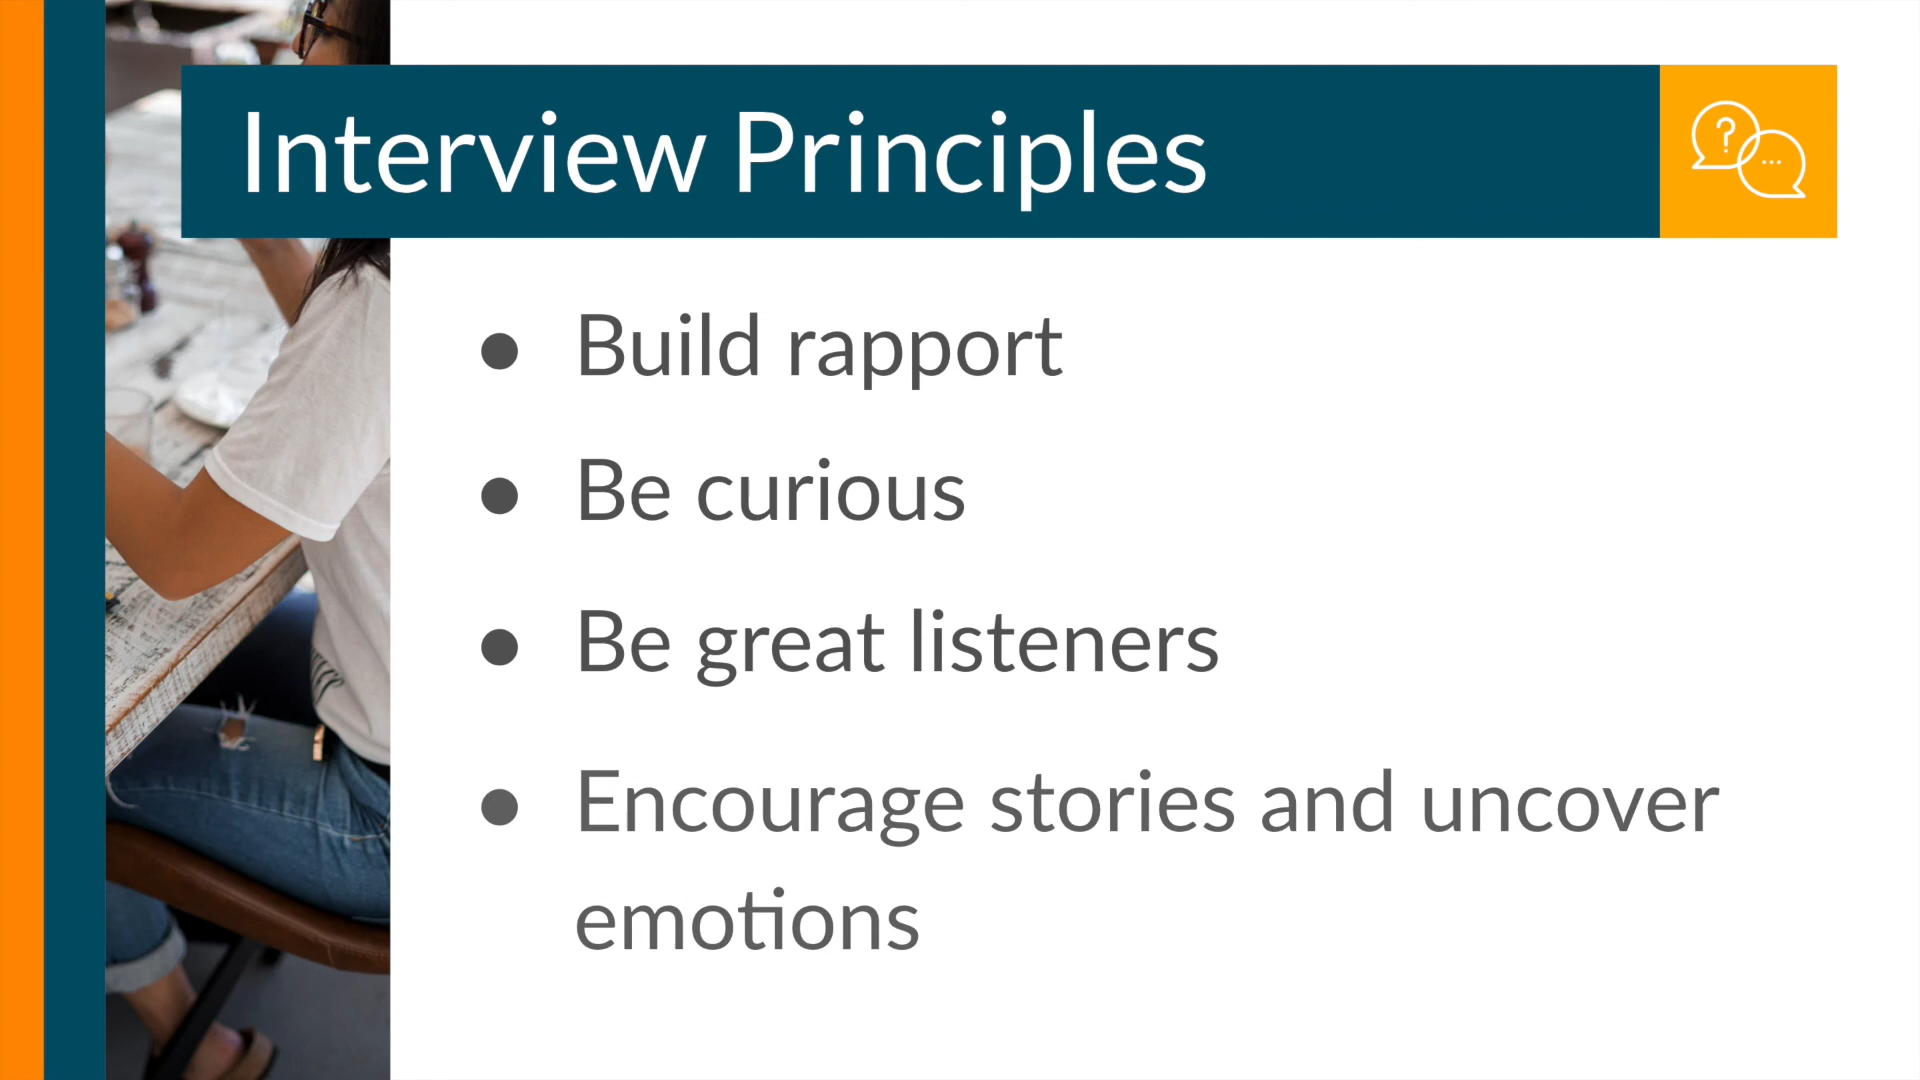 Interview Principles
● Build rapport
● Be curious
● Be great listeners
● Encourage stories and uncover
emotions